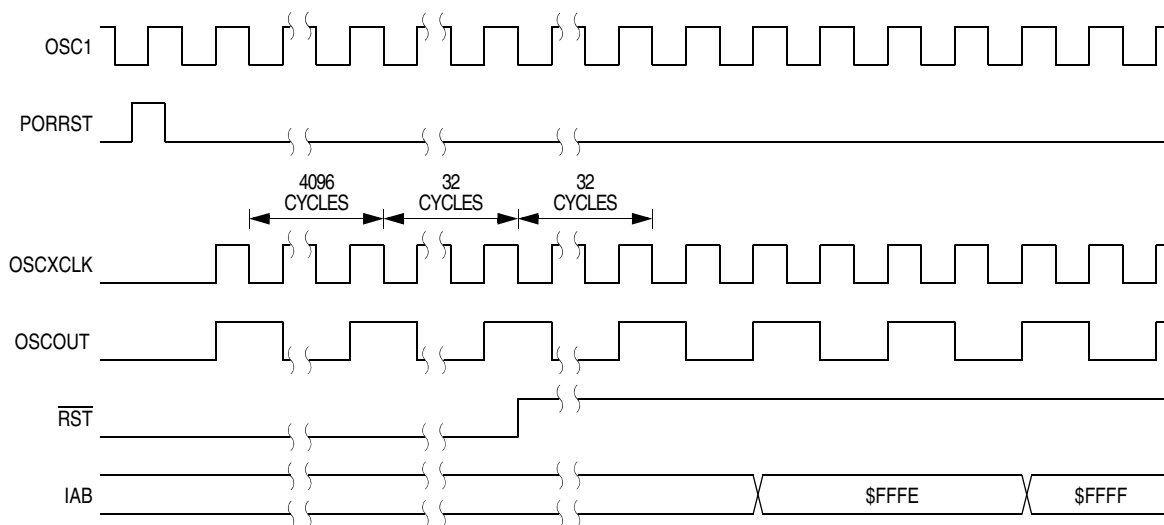 OSC1
PORRST
4096
CYCLES
32
CYCLES
32
CYCLES
OSCXCLK
OSCOUT
RST
IAB
$FFFE
$FFFF